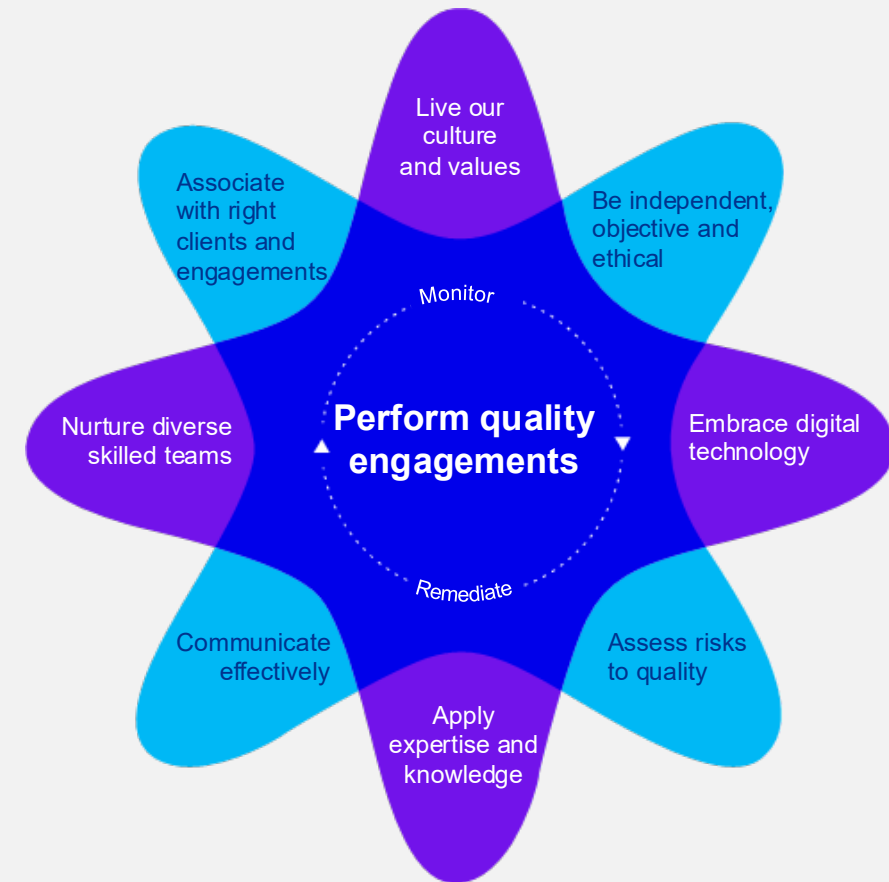 Live our
culture
and values
Be independent,
objective and
ethical
Embrace digital
technology
Assess risks
to quality
Apply
expertise and
knowledge
Communicate
effectively
Nurture diverse
skilled teams
Associate
with right
clients and
engagements
Monitor
Perform quality
engagements
Remediate